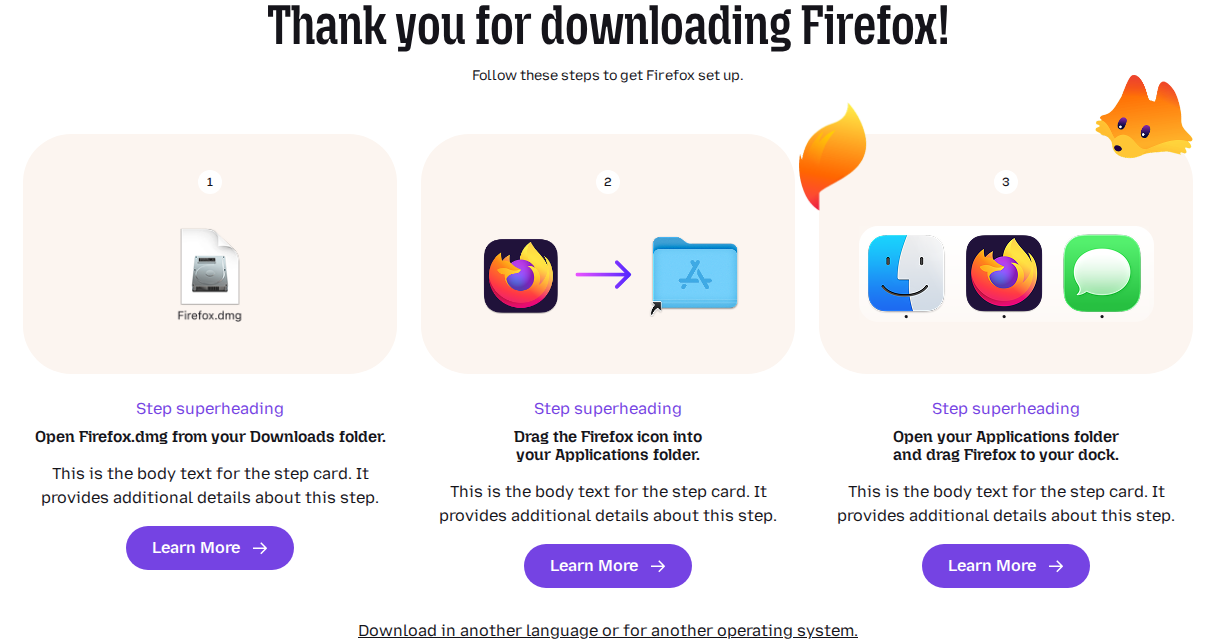 Thank you for downloading Firefox!
Follow these steps to get Firefox set up.
1
Firefox.dmg
Step superheading
Open Firefox.dmg from your Downloads folder.
This is the body text for the step card. It
provides additional details about this step.
Learn More
2
Step superheading
Drag the Firefox icon into
your Applications folder.
This is the body text for the step card. It
provides additional details about this step.
Learn More
3
Step superheading
Open your Applications folder
and drag Firefox to your dock.
This is the body text for the step card. It
provides additional details about this step.
Learn More
Download in another language or for another operating system.